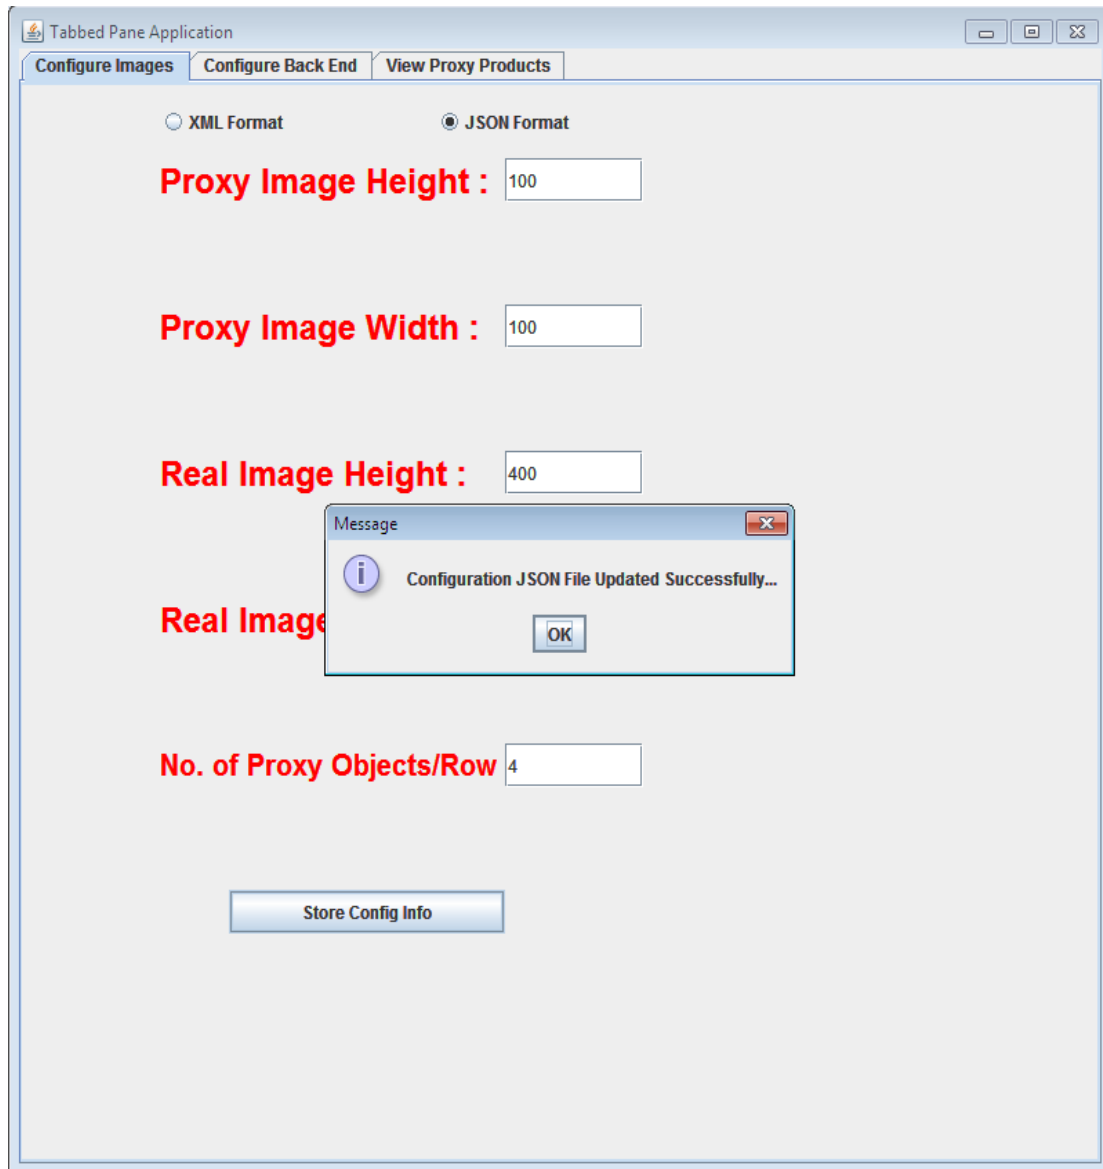 Tabbed Pane Application
Configure Images Configure Back End View Proxy Products
XML Format JSON Format
Proxy Image Height : 100
Proxy Image Width : 100
Real Image Height : 400
Message
Configuration JSON File Updated Successfully...
Real Image
OK
No. of Proxy Objects/Row 4
Store Config Info